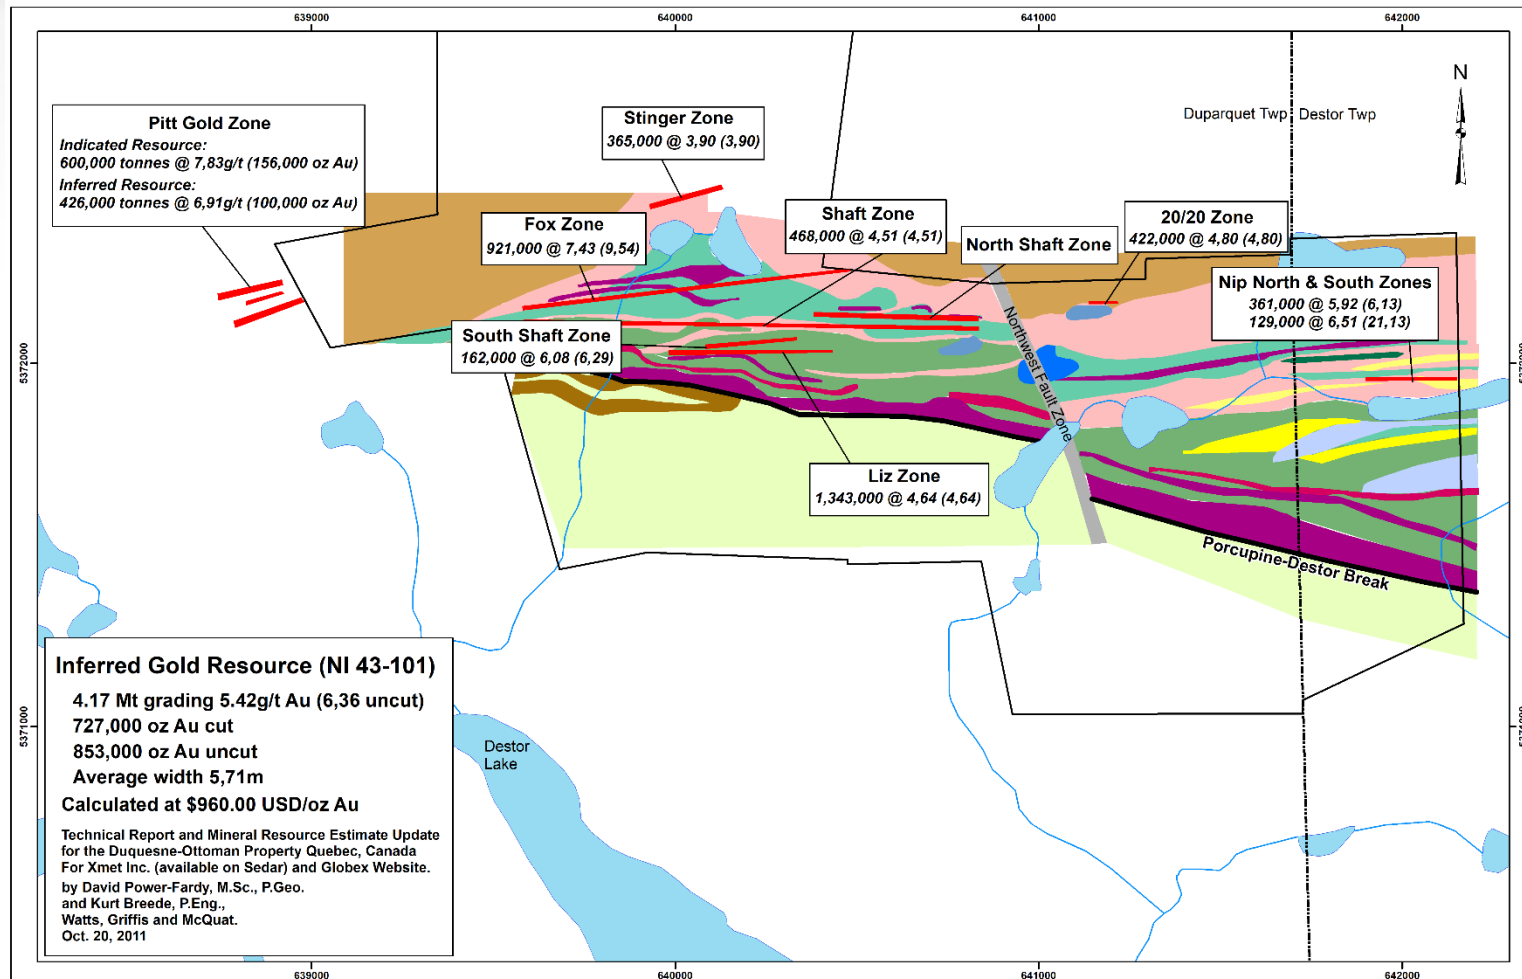 639000
640000
641000
642000
N
Duparquet Twp
Destor Twp
Pitt Gold Zone
Indicated Resource:
600,000 tonnes @ 7,83g/t (156,000 oz Au)
Inferred Resource:
426,000 tonnes @ 6,91g/t (100,000 oz Au)
Stinger Zone
365,000 @ 3,90 (3,90)
Fox Zone
921,000 @ 7,43 (9,54)
Shaft Zone
468,000 @ 4,51 (4,51)
North Shaft Zone
20/20 Zone
422,000 @ 4,80 (4,80)
Nip North & South Zones
361,000 @ 5,92 (6,13)
129,000 @ 6,51 (21,13)
South Shaft Zone
162,000 @ 6,08 (6,29)
Northwest Fault Zone
5372000
5372000
Liz Zone
1,343,000 @ 4,64 (4,64)
Porcupine-Destor Break
Inferred Gold Resource (NI 43-101)
4.17 Mt grading 5.42g/t Au (6,36 uncut)
727,000 oz Au cut
853,000 oz Au uncut
Average width 5,71m
Calculated at $960.00 USD/oz Au
Technical Report and Mineral Resource Estimate Update
for the Duquesne-Ottoman Property Quebec, Canada
For Xmet Inc. (available on Sedar) and Globex Website.
by David Power-Fardy, M.Sc., P.Geo.
and Kurt Breede, P.Eng.,
Watts, Griffis and McQuat.
Oct. 20, 2011
Destor
Lake
5371000
5371000
639000
640000
641000
642000